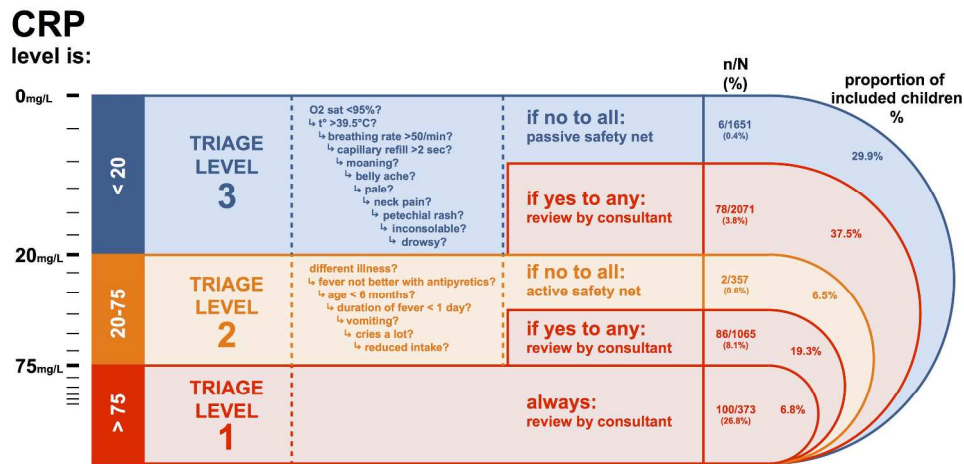 CRP
level is:
n/N
(%)
proportion of
included children
%
0mg/L
< 20
TRIAGE
LEVEL
3
O2 sat <95%?
↳ t° >39.5°C?
↳ breathing rate >50/min?
↳ capillary refill >2 sec?
↳ moaning?
↳ belly ache?
↳ pale?
↳ neck pain?
↳ petechial rash?
↳ inconsolable?
↳ drowsy?
if no to all:
passive safety net
6/1651
(0.4%)
29.9%
if yes to any:
review by consultant
78/2071
(3.8%)
37.5%
20mg/L
20-75
TRIAGE
LEVEL
2
different illness?
↳ fever not better with antipyretics?
↳ age < 6 months?
↳ duration of fever < 1 day?
↳ vomiting?
↳ cries a lot?
↳ reduced intake?
if no to all:
active safety net
2/357
(0.6%)
6.5%
if yes to any:
review by consultant
86/1065
(8.1%)
19.3%
75mg/L
> 75
TRIAGE
LEVEL
1
always:
review by consultant
100/373
(26.8%)
6.8%